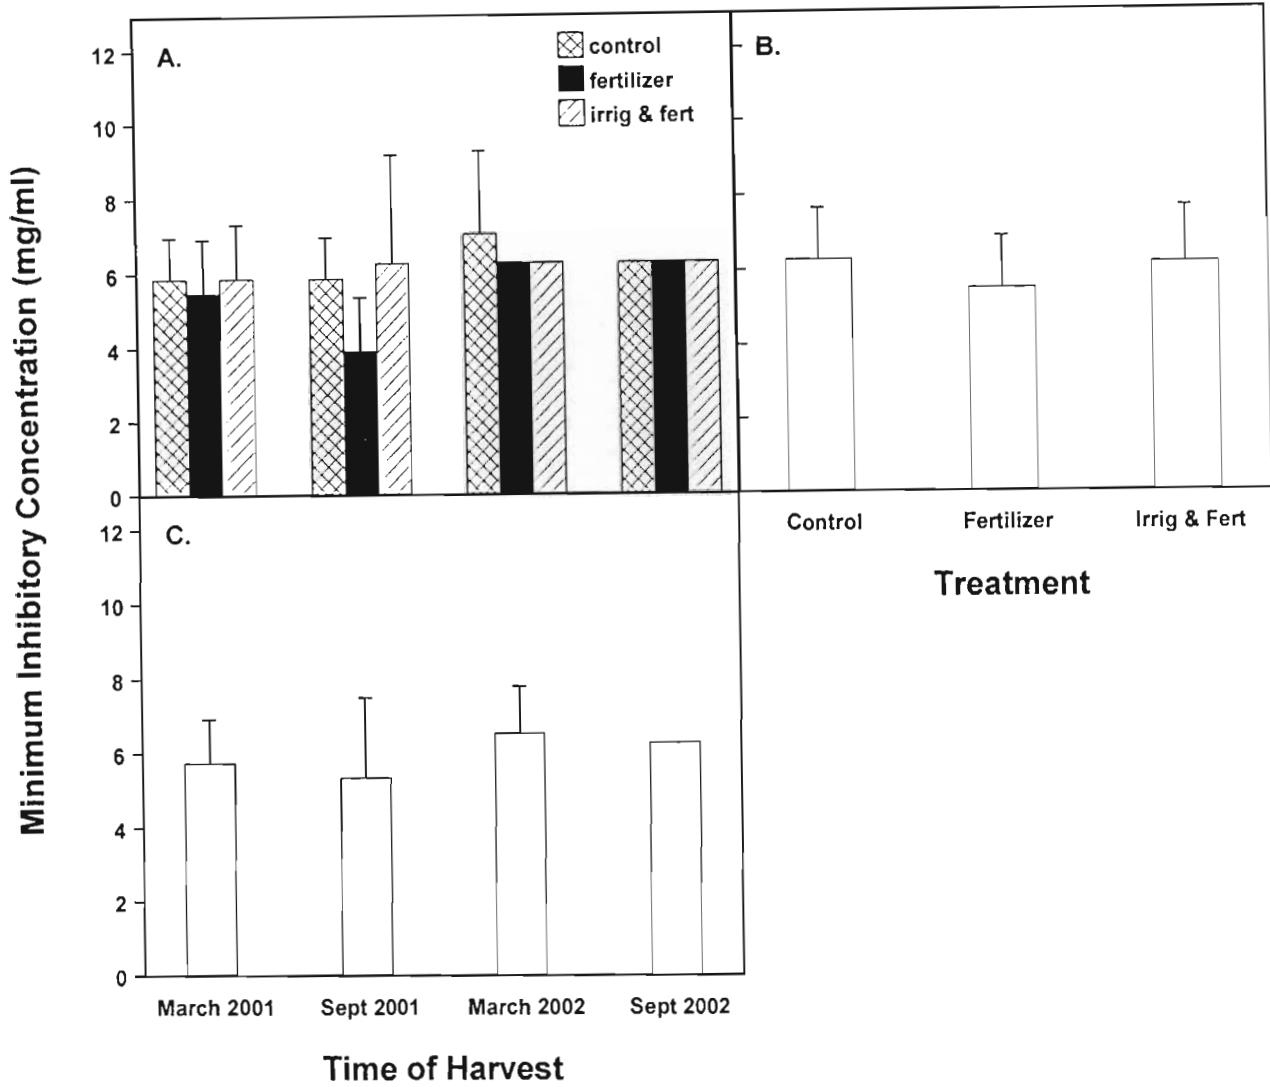 Minimum Inhibitory Concentration (mg/ml)
A.
control
fertilizer
irrig & fert
12
10
8
6
4
2
0
B.
Control
Fertilizer
Irrig & Fert
Treatment
C.
12
10
8
6
4
2
0
March 2001
Sept 2001
March 2002
Sept 2002
Time of Harvest